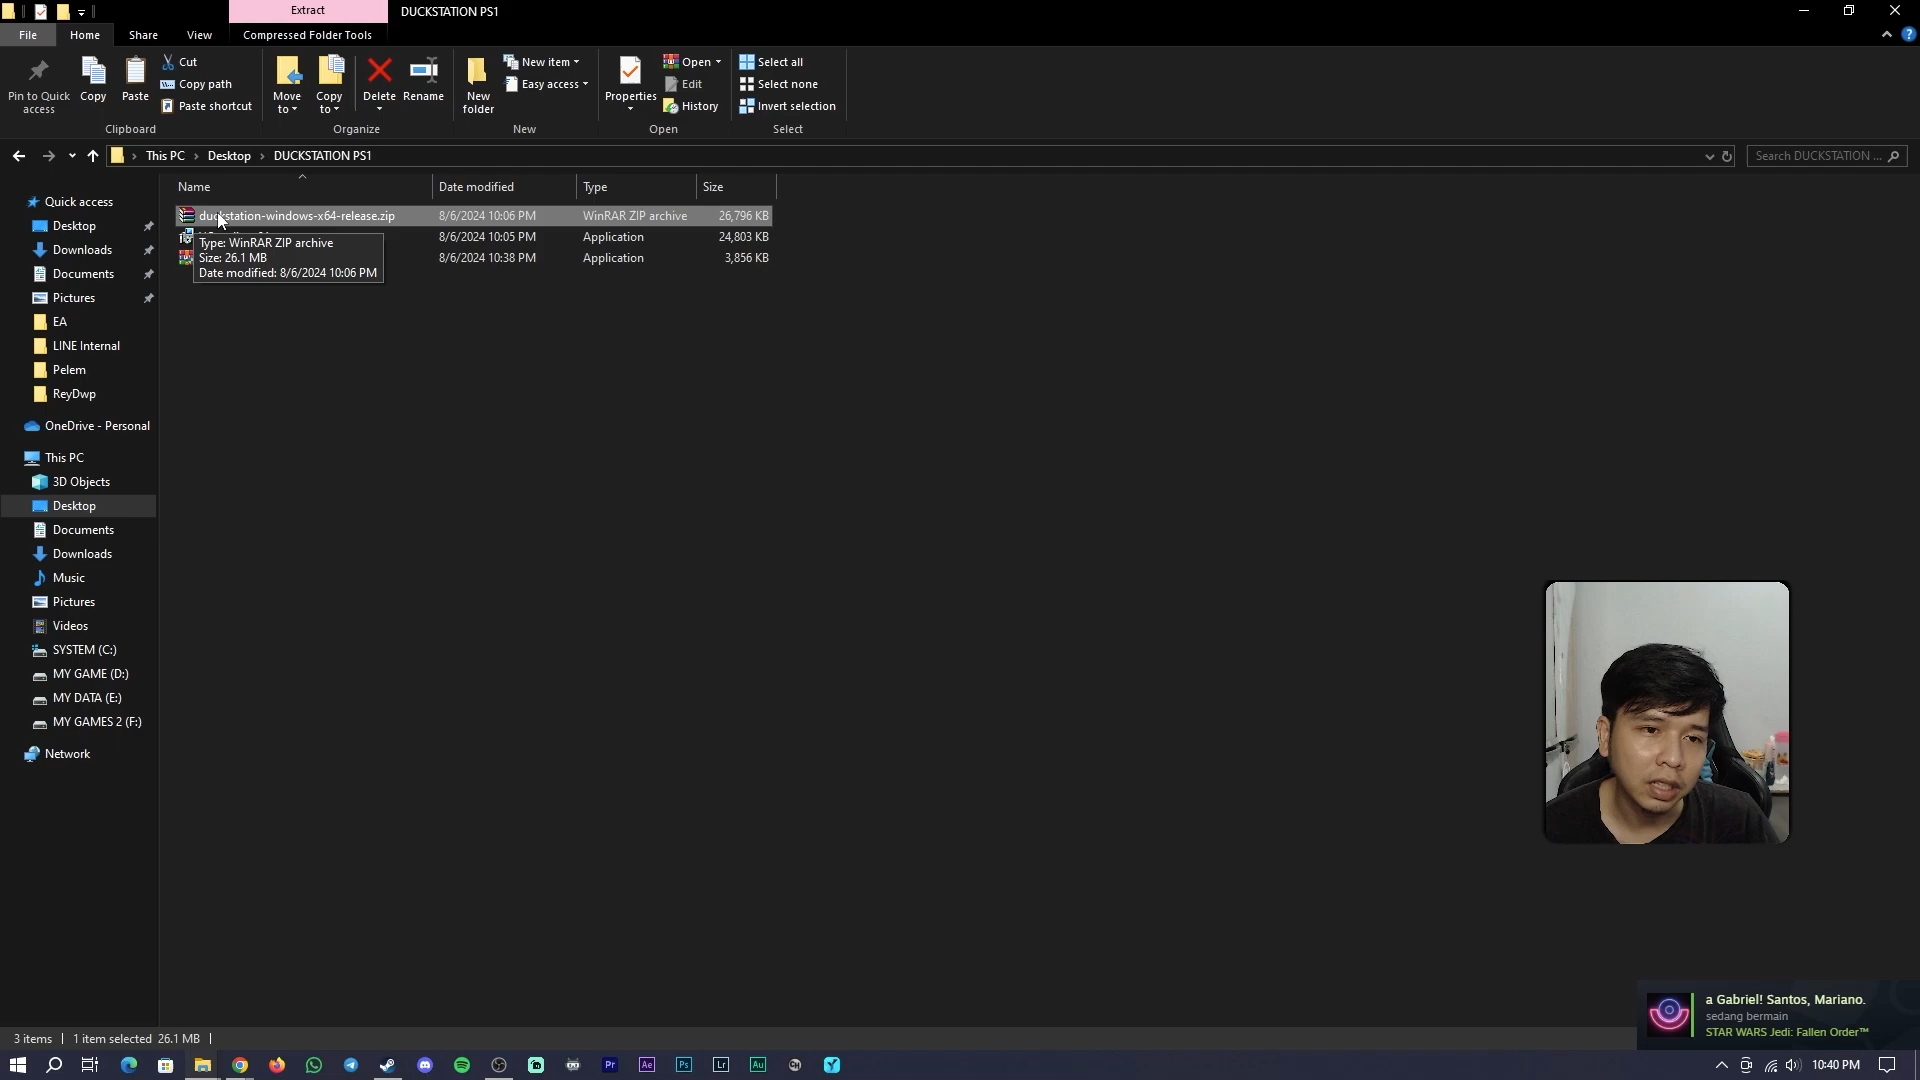 Extract
DUCKSTATION PS1
File
Home
Share
View
Compressed Folder Tools
Pin to Quick access
Copy
Paste
Cut
Copy path
Paste shortcut
Clipboard
Move to
Copy to
Delete
Rename
Organize
New folder
New item
Easy access
New
Properties
Open
Edit
History
Open
Select all
Select none
Invert selection
Select
This PC
Desktop
DUCKSTATION PS1
Search DUCKSTATION ...
Name
Date modified
Type
Size
duckstation-windows-x64-release.zip 8/6/2024 10:06 PM WinRAR ZIP archive 26,796 KB
8/6/2024 10:05 PM Application 24,803 KB
8/6/2024 10:38 PM Application 3,856 KB
Type: WinRAR ZIP archive
Size: 26.1 MB
Date modified: 8/6/2024 10:06 PM
Quick access
Desktop
Downloads
Documents
Pictures
EA
LINE Internal
Pelem
ReyDwp
OneDrive - Personal
This PC
3D Objects
Desktop
Documents
Downloads
Music
Pictures
Videos
SYSTEM (C:)
MY GAME (D:)
MY DATA (E:)
MY GAMES 2 (F:)
Network
a Gabriel! Santos, Mariano.
sedang bermain
STAR WARS Jedi: Fallen Order™
3 items
1 item selected 26.1 MB
Pr
Ae
Ps
Lr
Au
10:40 PM